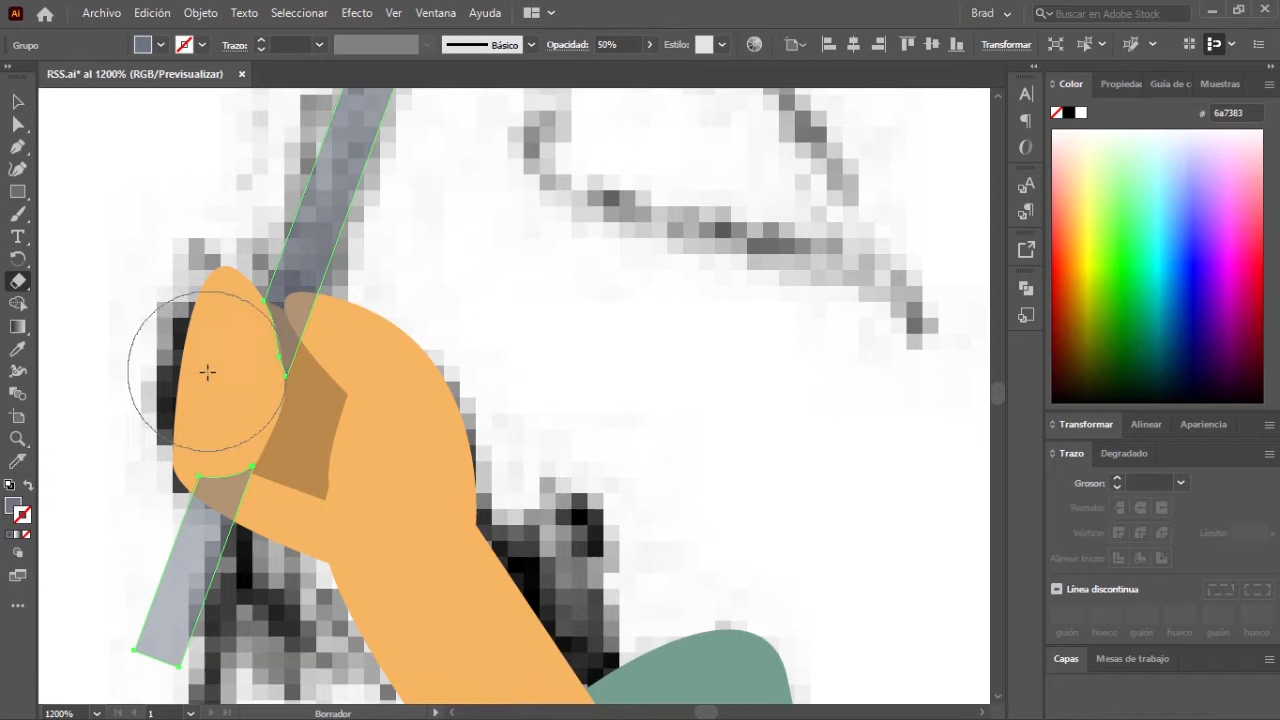 Ai
Archivo Edición Objeto Texto Seleccionar Efecto Ver Ventana Ayuda Brad Buscar en Adobe Stock
Grupo Trazo: Básico Opacidad: 50% Estilo: Transformar
RSS.ai* al 1200% (RGB/Previsualizar) ×
Color Propiedad Guía de c Muestras
# 6a7383
Transformar Alinear Apariencia
Trazo Degradado
Grosor:
Remate:
Vértice: Límite: x
Alinear trazo:
Línea discontinua
guión hueco guión hueco guión hueco
Capas Mesas de trabajo
1200% 1 Borrador